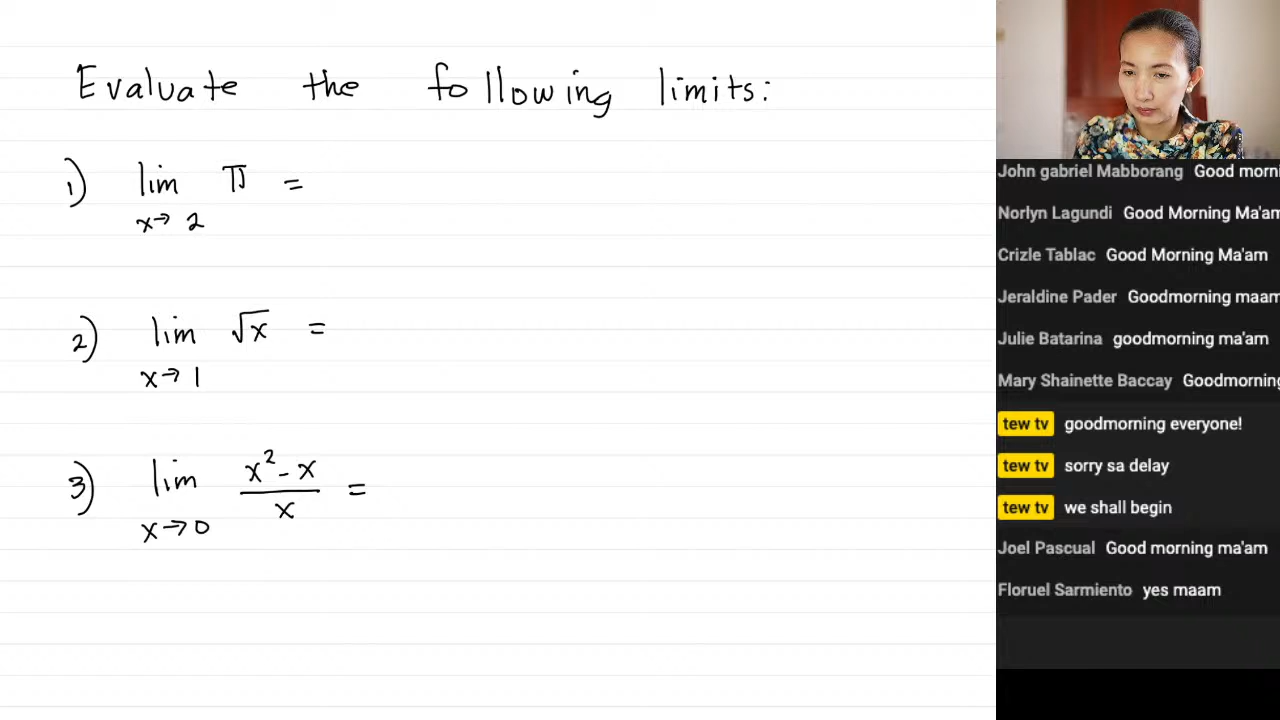 Evaluate the following limits:
1) lim π =
x→2
2) lim √x =
x→1
3) lim x²-x / x =
x→0
John gabriel Mabborang Good morni
Norlyn Lagundi Good Morning Ma'am
Crizle Tablac Good Morning Ma'am
Jeraldine Pader Goodmorning maam
Julie Batarina goodmorning ma'am
Mary Shainette Baccay Goodmorning
tew tv goodmorning everyone!
tew tv sorry sa delay
tew tv we shall begin
Joel Pascual Good morning ma'am
Floruel Sarmiento yes maam